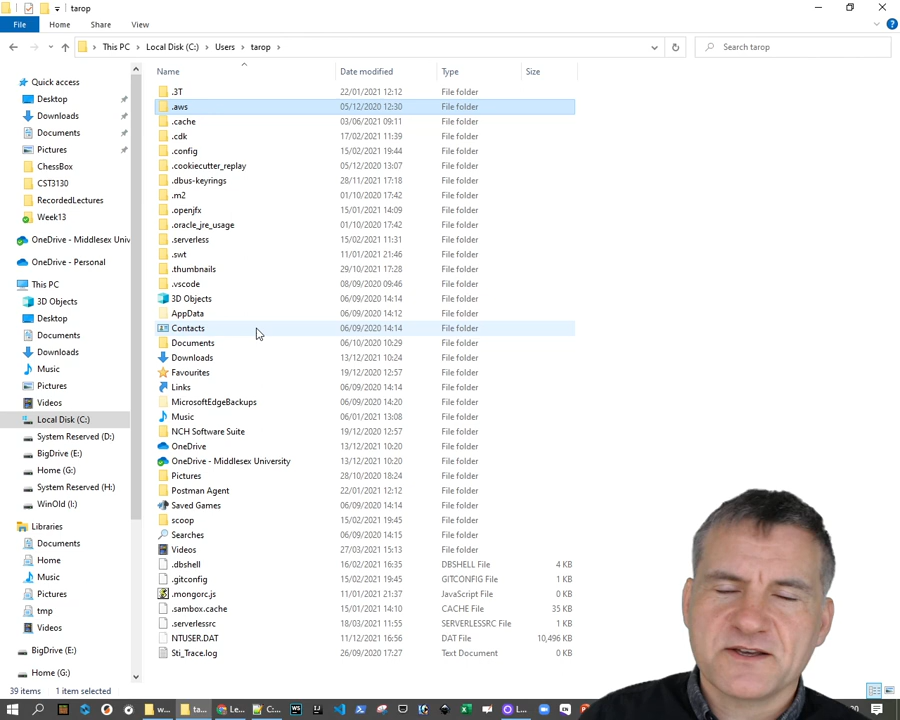 tarop
File Home Share View
This PC Local Disk (C:) Users tarop
Search tarop
Name Date modified Type Size
Quick access
Desktop
Downloads
Documents
Pictures
ChessBox
CST3130
RecordedLectures
Week13
OneDrive - Middlesex Univ
OneDrive - Personal
This PC
3D Objects
Desktop
Documents
Downloads
Music
Pictures
Videos
Local Disk (C:)
System Reserved (D:)
BigDrive (E:)
Home (G:)
System Reserved (H:)
WinOld (I:)
Libraries
Documents
Home
Music
Pictures
tmp
Videos
BigDrive (E:)
Home (G:)
.3T 22/01/2021 12:12 File folder
.aws 05/12/2020 12:30 File folder
.cache 03/06/2021 09:11 File folder
.cdk 17/02/2021 11:39 File folder
.config 15/02/2021 19:44 File folder
.cookiecutter_replay 05/12/2020 13:07 File folder
.dbus-keyrings 28/11/2021 17:18 File folder
.m2 01/10/2020 17:42 File folder
.openjfx 15/01/2021 14:09 File folder
.oracle_jre_usage 01/10/2020 17:42 File folder
.serverless 15/02/2021 11:31 File folder
.swt 11/01/2021 21:46 File folder
.thumbnails 29/10/2021 17:28 File folder
.vscode 08/09/2020 09:46 File folder
3D Objects 06/09/2020 14:14 File folder
AppData 06/09/2020 14:12 File folder
Contacts 06/09/2020 14:14 File folder
Documents 06/10/2020 10:29 File folder
Downloads 13/12/2021 10:24 File folder
Favourites 19/12/2020 12:57 File folder
Links 06/09/2020 14:14 File folder
MicrosoftEdgeBackups 06/09/2020 14:20 File folder
Music 06/01/2021 13:08 File folder
NCH Software Suite 19/12/2020 12:57 File folder
OneDrive 13/12/2021 10:20 File folder
OneDrive - Middlesex University 13/12/2021 10:20 File folder
Pictures 28/10/2020 18:24 File folder
Postman Agent 22/01/2021 12:12 File folder
Saved Games 06/09/2020 14:14 File folder
scoop 15/02/2021 19:45 File folder
Searches 06/09/2020 14:15 File folder
Videos 27/03/2021 15:13 File folder
.dbshell 16/02/2021 16:35 DBSHELL File 4 KB
.gitconfig 15/02/2021 19:45 GITCONFIG File 1 KB
.mongorc.js 11/01/2021 21:37 JavaScript File 0 KB
.sambox.cache 15/01/2021 14:10 CACHE File 35 KB
.serverlessrc 18/03/2021 11:55 SERVERLESSRC File 1 KB
NTUSER.DAT 11/12/2021 16:56 DAT File 10,496 KB
Sti_Trace.log 26/09/2020 17:27 Text Document 0 KB
39 items 1 item selected
w... ta... Le... C:... L...